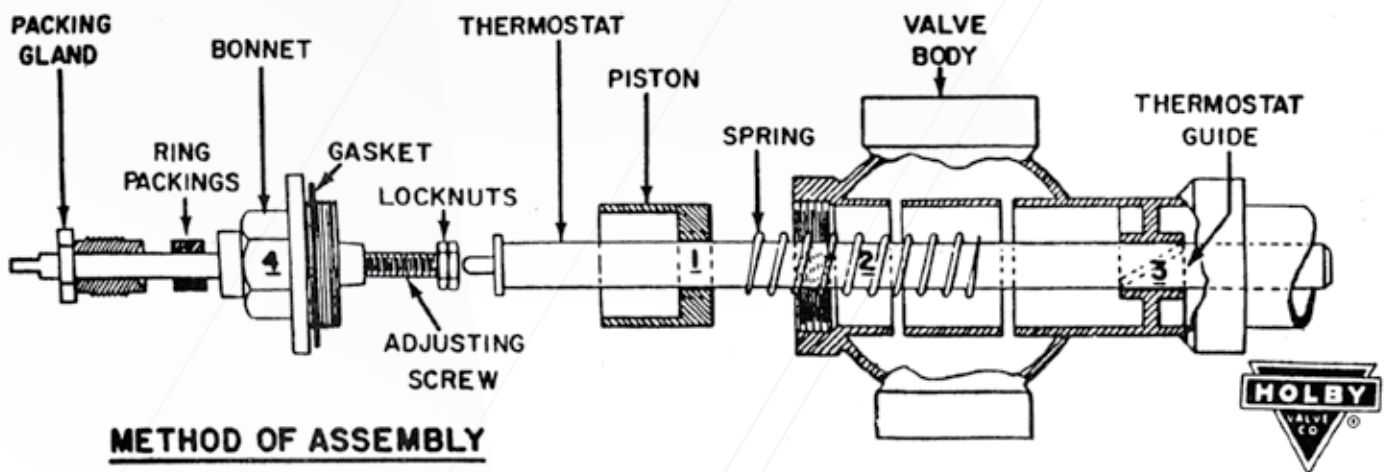 PACKING
GLAND
BONNET
RING
PACKINGS
GASKET
LOCKNUTS
ADJUSTING
SCREW
THERMOSTAT
PISTON
SPRING
VALVE
BODY
THERMOSTAT
GUIDE
4
1
2
3
METHOD OF ASSEMBLY
HOLBY
VALVE
CO
®